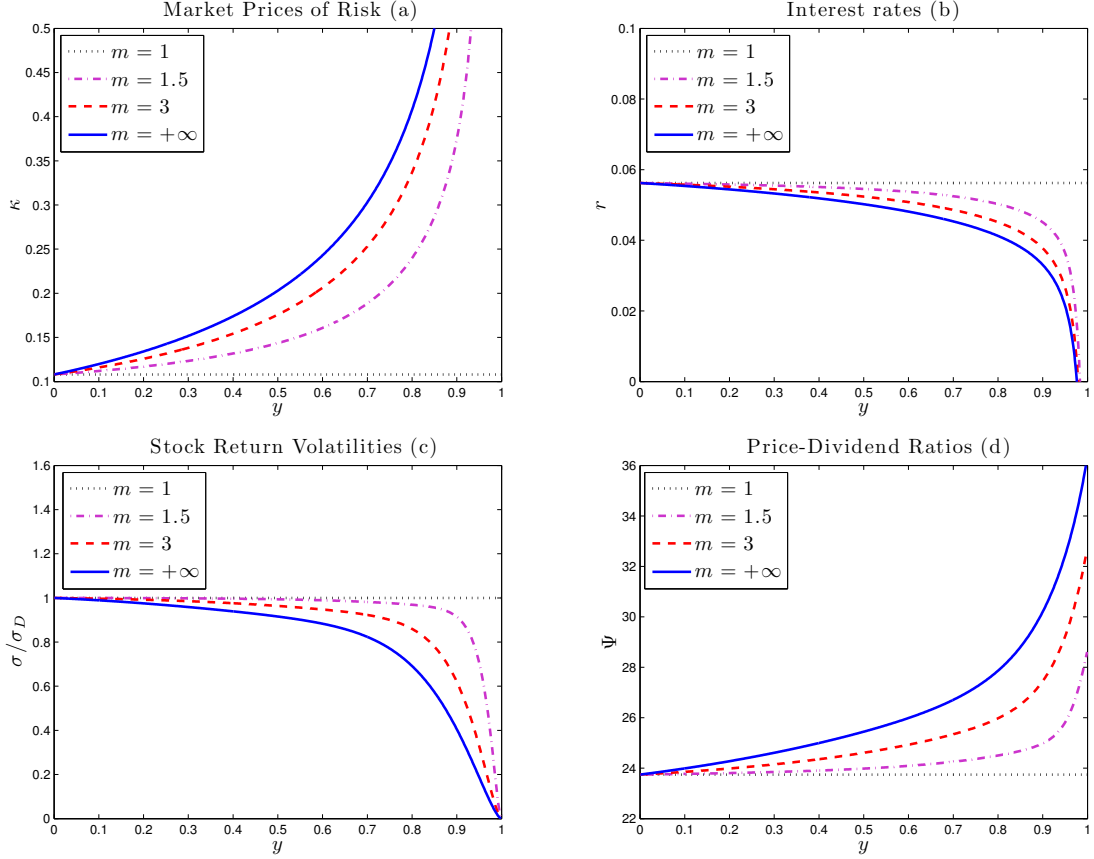 Market Prices of Risk (a)
m = 1
m = 1.5
m = 3
m = +∞
κ
0.5
0.45
0.4
0.35
0.3
0.25
0.2
0.15
0.1
0 0.1 0.2 0.3 0.4 0.5 0.6 0.7 0.8 0.9 1
y
Interest rates (b)
m = 1
m = 1.5
m = 3
m = +∞
r
0.1
0.08
0.06
0.04
0.02
0
0 0.1 0.2 0.3 0.4 0.5 0.6 0.7 0.8 0.9 1
y
Stock Return Volatilities (c)
m = 1
m = 1.5
m = 3
m = +∞
σ/σ_D
1.6
1.4
1.2
1
0.8
0.6
0.4
0.2
0
0 0.1 0.2 0.3 0.4 0.5 0.6 0.7 0.8 0.9 1
y
Price-Dividend Ratios (d)
m = 1
m = 1.5
m = 3
m = +∞
Ψ
36
34
32
30
28
26
24
22
0 0.1 0.2 0.3 0.4 0.5 0.6 0.7 0.8 0.9 1
y